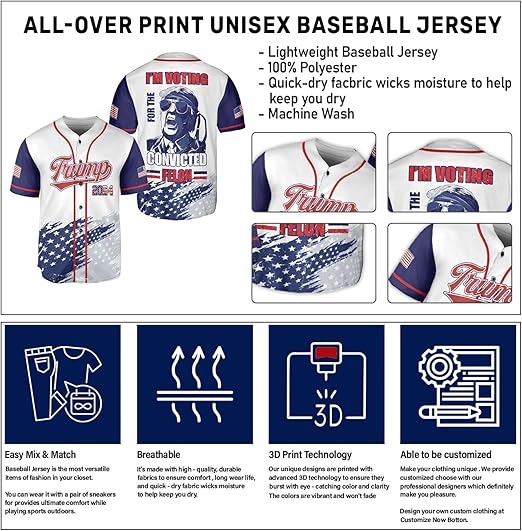 ALL-OVER PRINT UNISEX BASEBALL JERSEY
- Lightweight Baseball Jersey
- 100% Polyester
- Quick-dry facbric wicks moisture to help
keep you dry
- Machine Wash
I'M VOTING
FOR THE
CONVICTED
FELON
Trump
2024
I'M VOTING
FOR THE
Trump
FELON
Trump
3D
Easy Mix & Match
Baseball Jersey is the most versatile
items of fashion in your closet.
You can wear it with a pair of sneakers
for provides ultimate comfort while
playing sports outdoors.
Breathable
It's made with high - quality, durable
fabrics to ensure comfort , long wear life,
and quick - dry fabric wicks moisture
to help keep you dry.
3D Print Technology
Our unique designs are printed with
advanced 3D technology to ensure they
burst with eye - catching color and clarity
The colors are vibrant and won't fade
Able to be customized
Make your clothing unique . We provide
customized choose with our
professional designers which definitely
make you pleasure.
Design your own custom clothing at
Customize Now Botton.